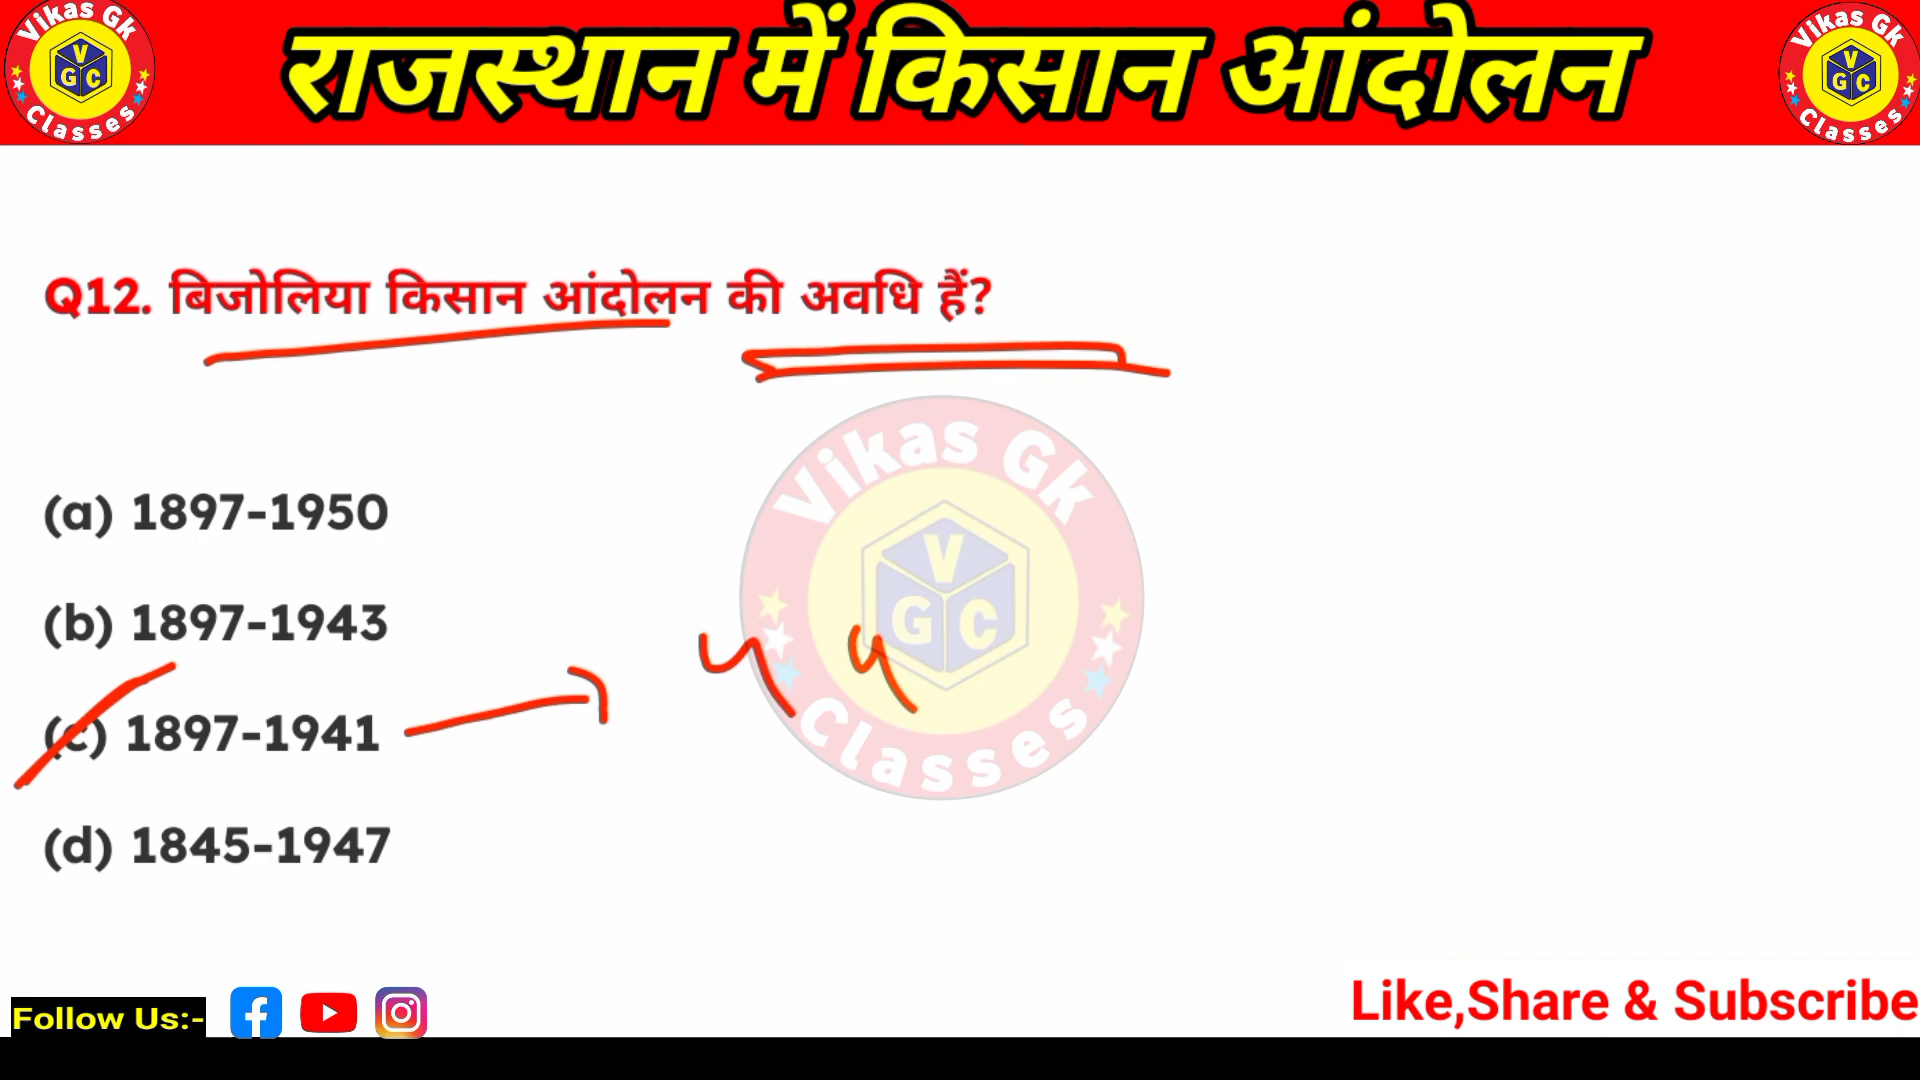 Vikas Gk
VGC
Classes
राजस्थान में किसान आंदोलन
Vikas Gk
VGC
Classes
Q12. बिजोलिया किसान आंदोलन की अवधि हैं?
(a) 1897-1950
(b) 1897-1943
(c) 1897-1941
(d) 1845-1947
Vikas Gk
VGC
Classes
Follow Us:-
Like,Share & Subscribe